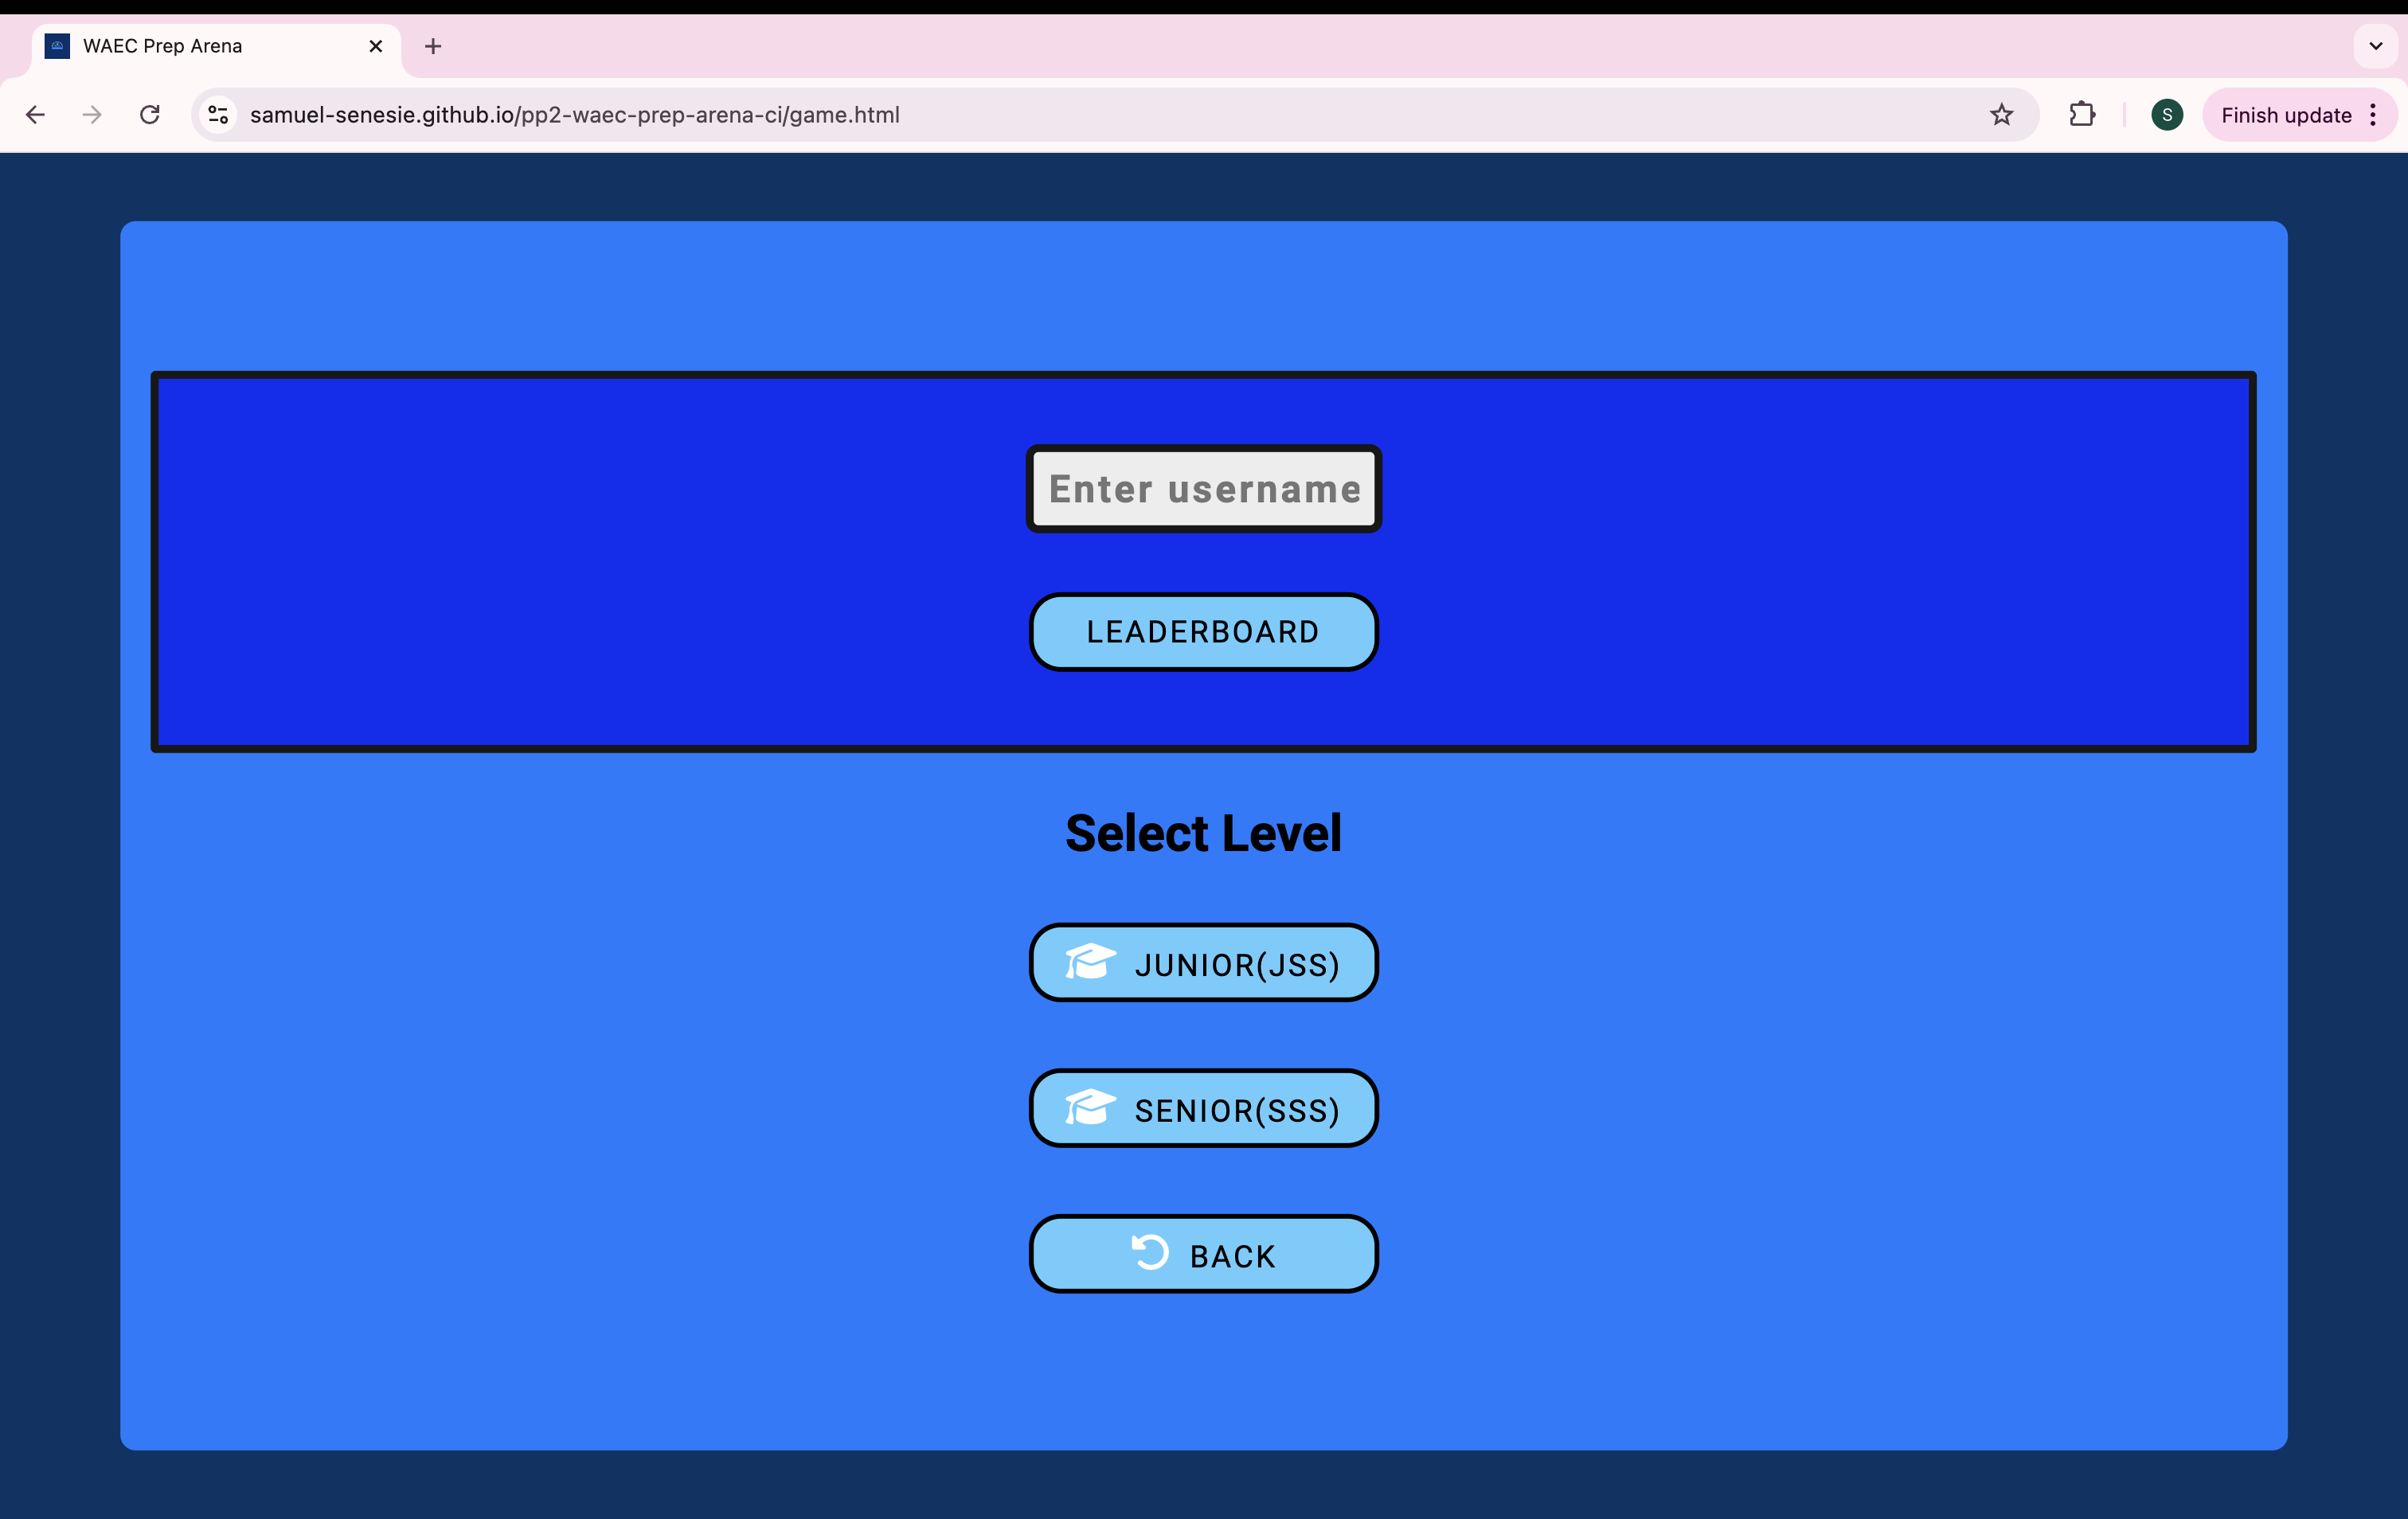 WAEC Prep Arena
samuel-senesie.github.io/pp2-waec-prep-arena-ci/game.html
S
Finish update
Enter username
LEADERBOARD
Select Level
JUNIOR(JSS)
SENIOR(SSS)
BACK